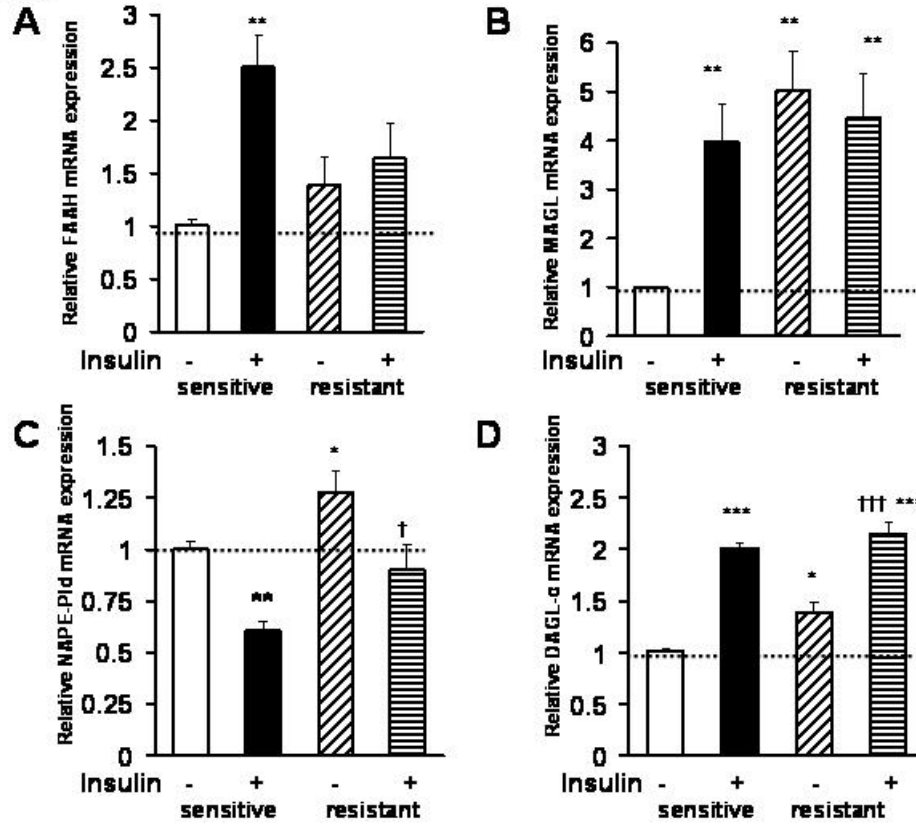 A
Relative FAAH mRNA expression
3
2.5
2
1.5
1
0.5
0
**
Insulin - + - +
sensitive resistant
B
Relative MAGL mRNA expression
6
5
4
3
2
1
0
** ** **
Insulin - + - +
sensitive resistant
C
Relative NAPE-Pld mRNA expression
1.5
1.25
1
0.75
0.5
0.25
0
** * †
Insulin - + - +
sensitive resistant
D
Relative DAGL-α mRNA expression
3
2.5
2
1.5
1
0.5
0
*** * ††† ***
Insulin - + - +
sensitive resistant